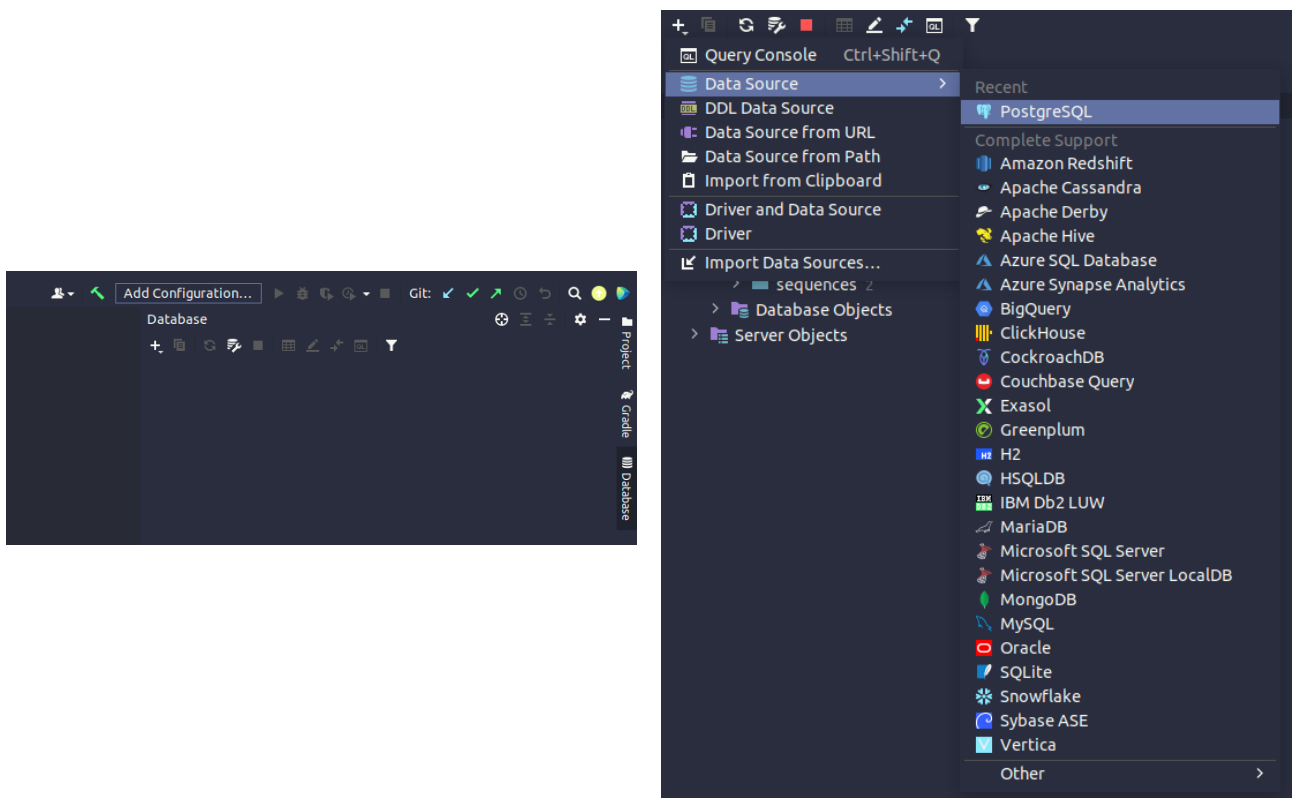 Add Configuration...
Git:
Database
Project
Gradle
Database
Query Console Ctrl+Shift+Q
Data Source
DDL Data Source
Data Source from URL
Data Source from Path
Import from Clipboard
Driver and Data Source
Driver
Import Data Sources...
sequences 2
Database Objects
Server Objects
Recent
PostgreSQL
Complete Support
Amazon Redshift
Apache Cassandra
Apache Derby
Apache Hive
Azure SQL Database
Azure Synapse Analytics
BigQuery
ClickHouse
CockroachDB
Couchbase Query
Exasol
Greenplum
H2
HSQLDB
IBM Db2 LUW
MariaDB
Microsoft SQL Server
Microsoft SQL Server LocalDB
MongoDB
MySQL
Oracle
SQLite
Snowflake
Sybase ASE
Vertica
Other